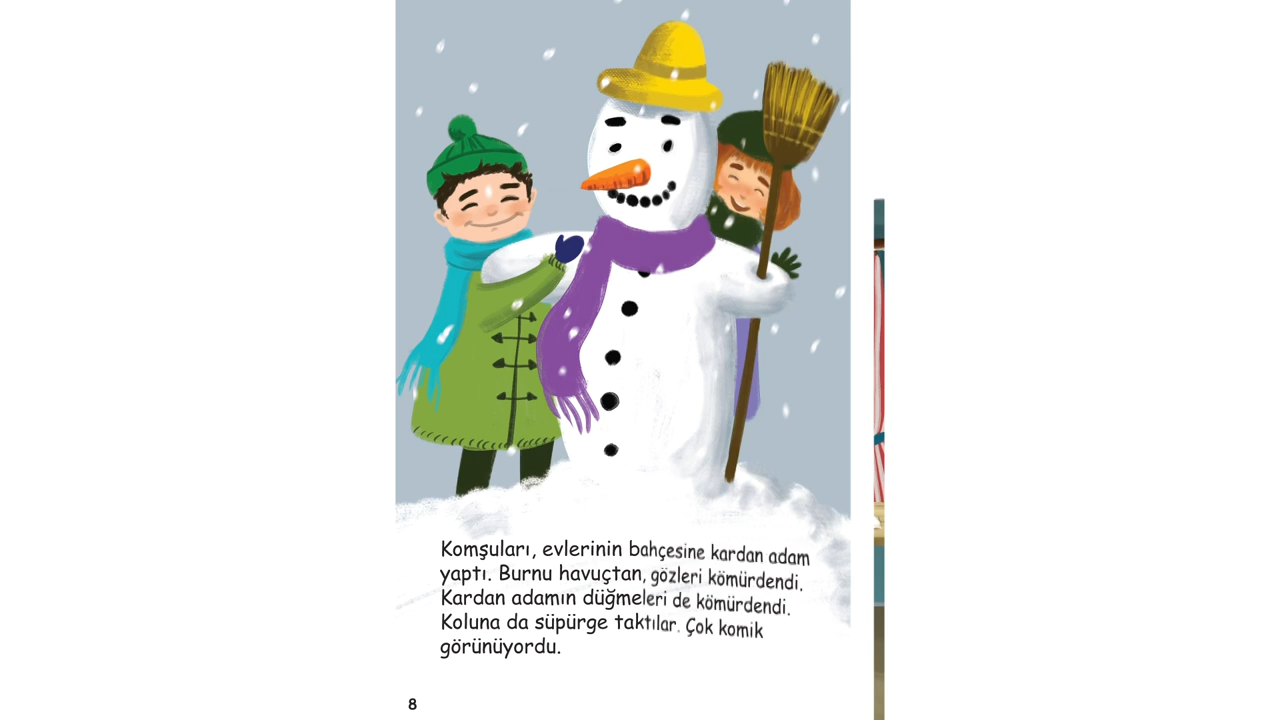 Komşuları, evlerinin bahçesine kardan adam
yaptı. Burnu havuçtan, gözleri kömürdendi.
Kardan adamın düğmeleri de kömürdendi.
Koluna da süpürge taktılar. Çok komik
görünüyordu.
8